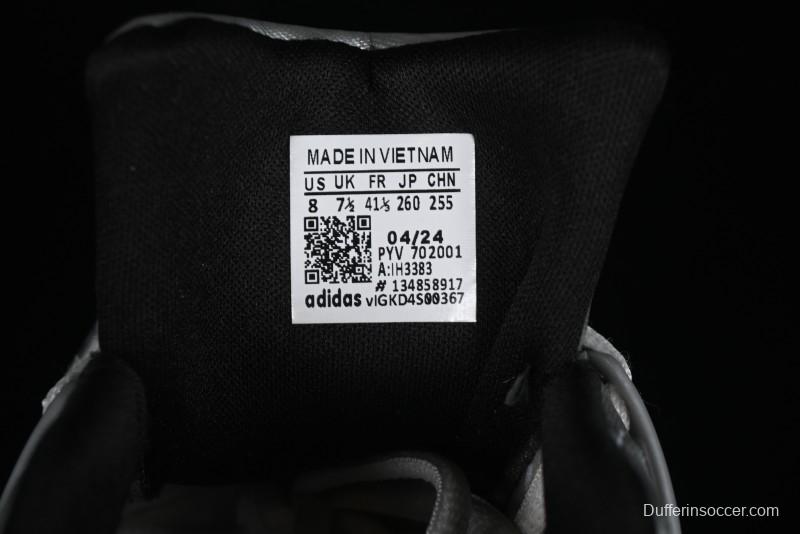 MADE IN VIETNAM
US UK FR JP CHN
8 7½ 41⅓ 260 255
04/24
PYV 702001
A:IH3383
# 134858917
adidas vIGKD4S00367
Dufferinsoccer.com